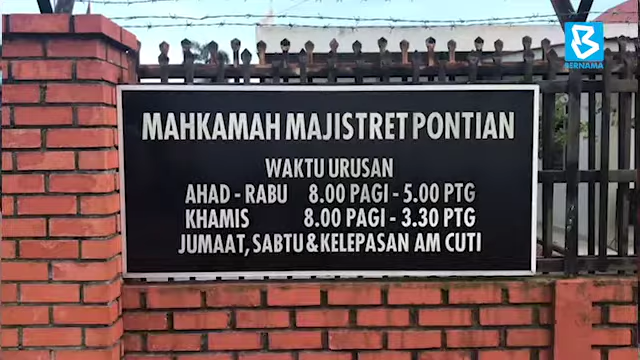 BERNAMA
MAHKAMAH MAJISTRET PONTIAN
WAKTU URUSAN
AHAD - RABU 8.00 PAGI - 5.00 PTG
KHAMIS 8.00 PAGI - 3.30 PTG
JUMAAT, SABTU & KELEPASAN AM CUTI